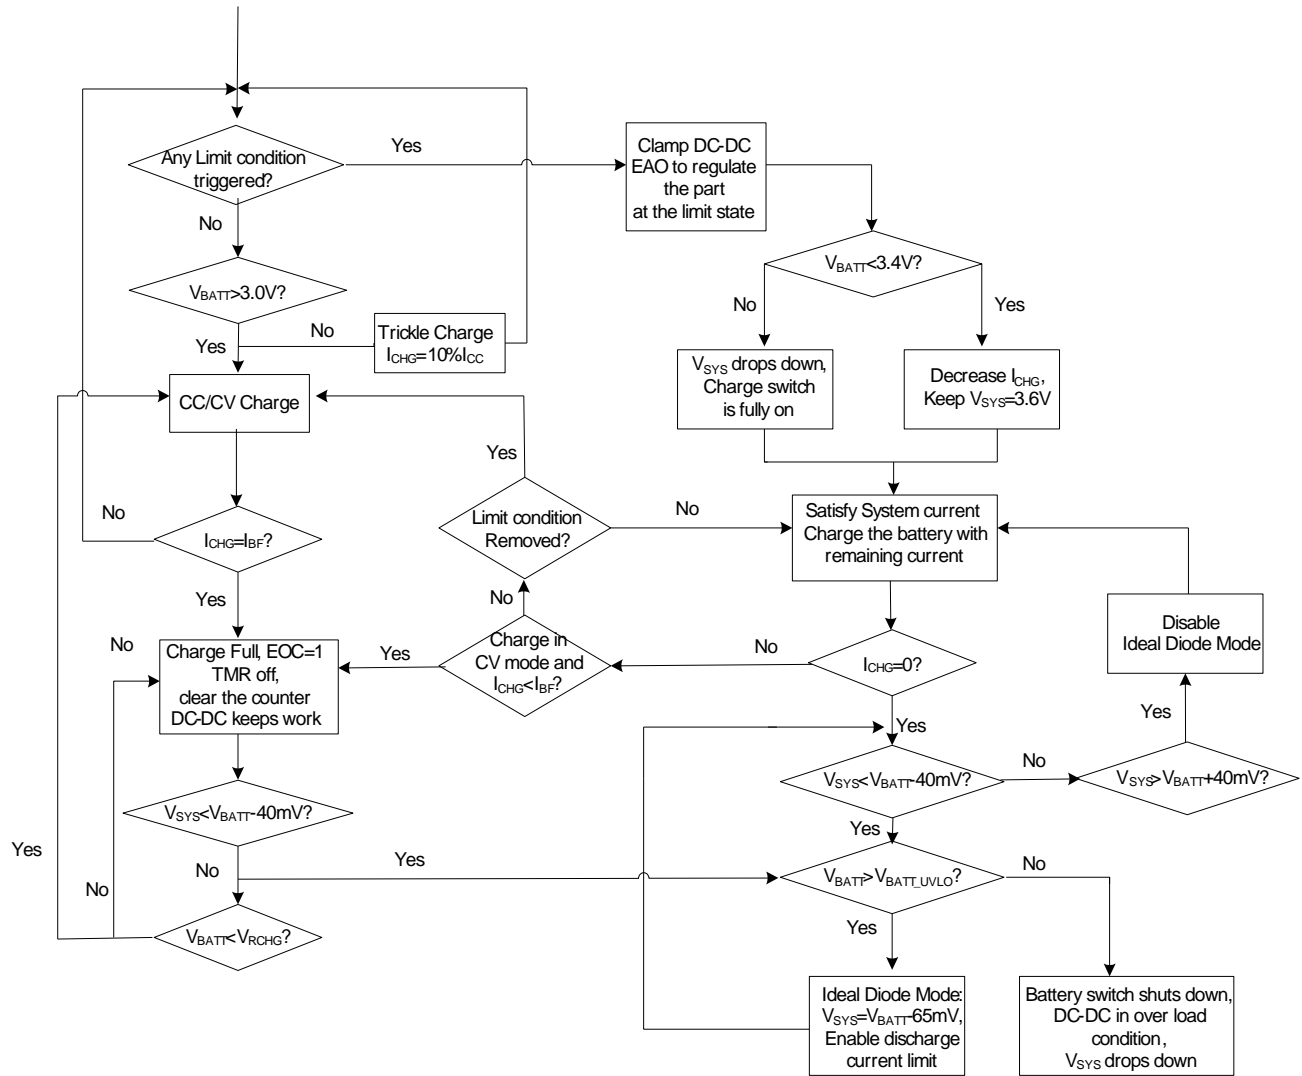 Any Limit condition
triggered?
Yes
Clamp DC-DC
EAO to regulate
the part
at the limit state
No
VBATT<3.4V?
VBATT>3.0V?
No
Yes
No
Yes
Trickle Charge
ICHG=10%ICC
VSYS drops down,
Charge switch
is fully on
Decrease ICHG,
Keep VSYS=3.6V
CC/CV Charge
Yes
No
ICHG=IBF?
Limit condition
Removed?
No
Satisfy System current
Charge the battery with
remaining current
Yes
No
Disable
Ideal Diode Mode
No
Charge Full, EOC=1
TMR off,
clear the counter
DC-DC keeps work
Yes
Charge in
CV mode and
ICHG<IBF?
No
ICHG=0?
Yes
Yes
VSYS<VBATT-40mV?
No
VSYS>VBATT+40mV?
VSYS<VBATT-40mV?
Yes
Yes
No
No
Yes
VBATT>VBATT_UVLO?
No
VBATT<VRCHG?
Yes
Ideal Diode Mode:
VSYS=VBATT-65mV,
Enable discharge
current limit
Battery switch shuts down,
DC-DC in over load
condition,
VSYS drops down